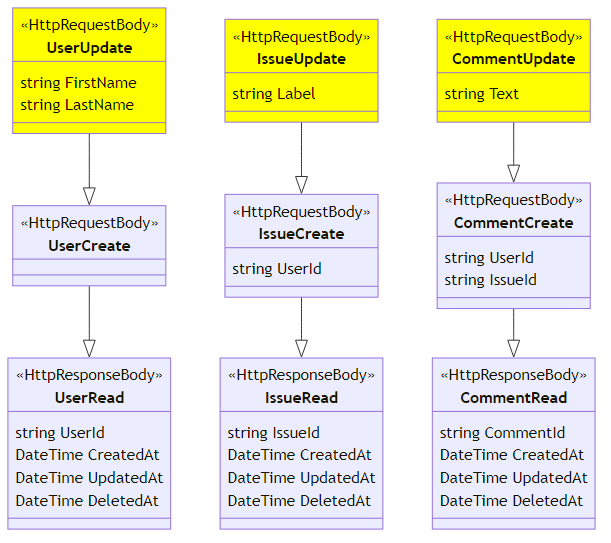 «HttpRequestBody»
UserUpdate
string FirstName
string LastName
«HttpRequestBody»
UserCreate
«HttpResponseBody»
UserRead
string UserId
DateTime CreatedAt
DateTime UpdatedAt
DateTime DeletedAt
«HttpRequestBody»
IssueUpdate
string Label
«HttpRequestBody»
IssueCreate
string UserId
«HttpResponseBody»
IssueRead
string IssueId
DateTime CreatedAt
DateTime UpdatedAt
DateTime DeletedAt
«HttpRequestBody»
CommentUpdate
string Text
«HttpRequestBody»
CommentCreate
string UserId
string IssueId
«HttpResponseBody»
CommentRead
string CommentId
DateTime CreatedAt
DateTime UpdatedAt
DateTime DeletedAt